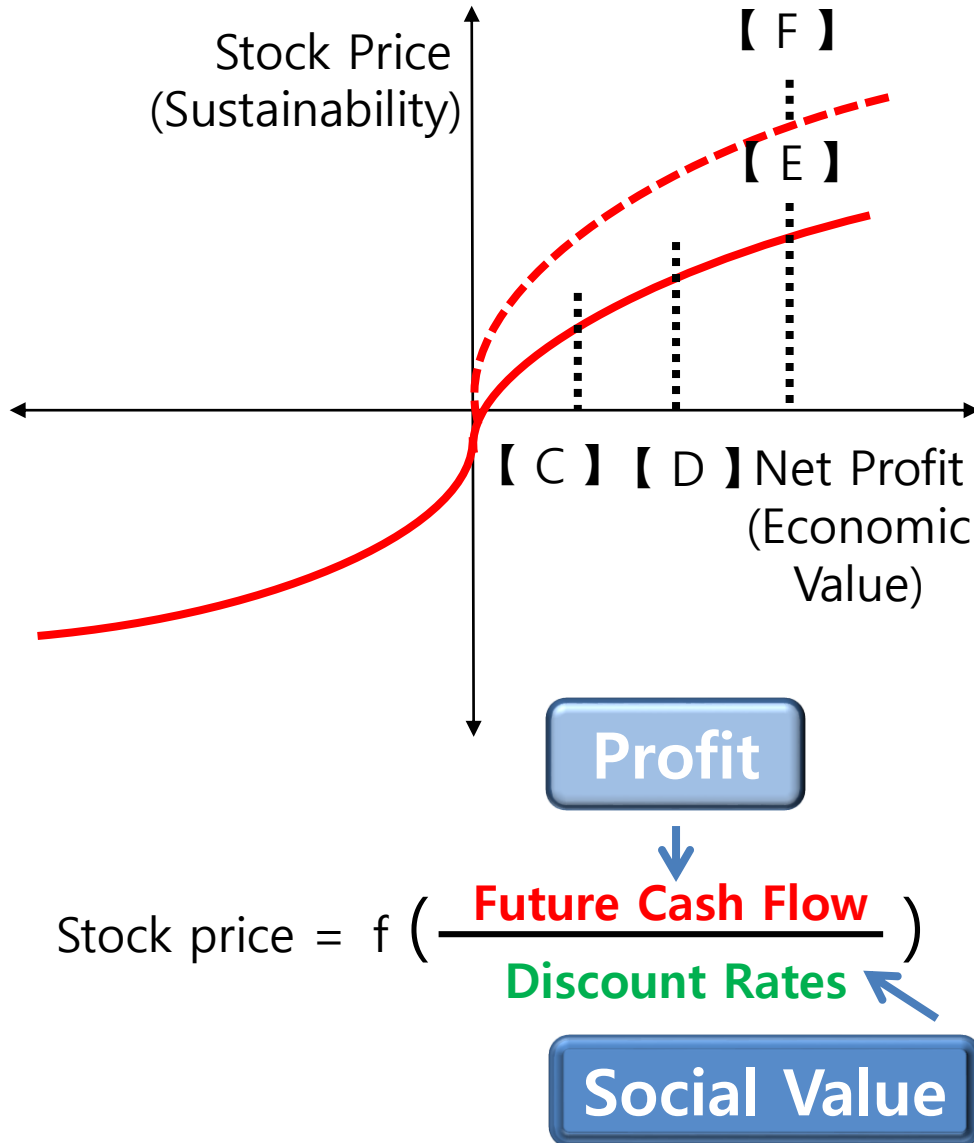 Stock Price
(Sustainability)
【 F 】
【 E 】
【 C 】 【 D 】 Net Profit
(Economic
Value)
Profit
Stock price = f ( Future Cash Flow )
Discount Rates
Social Value